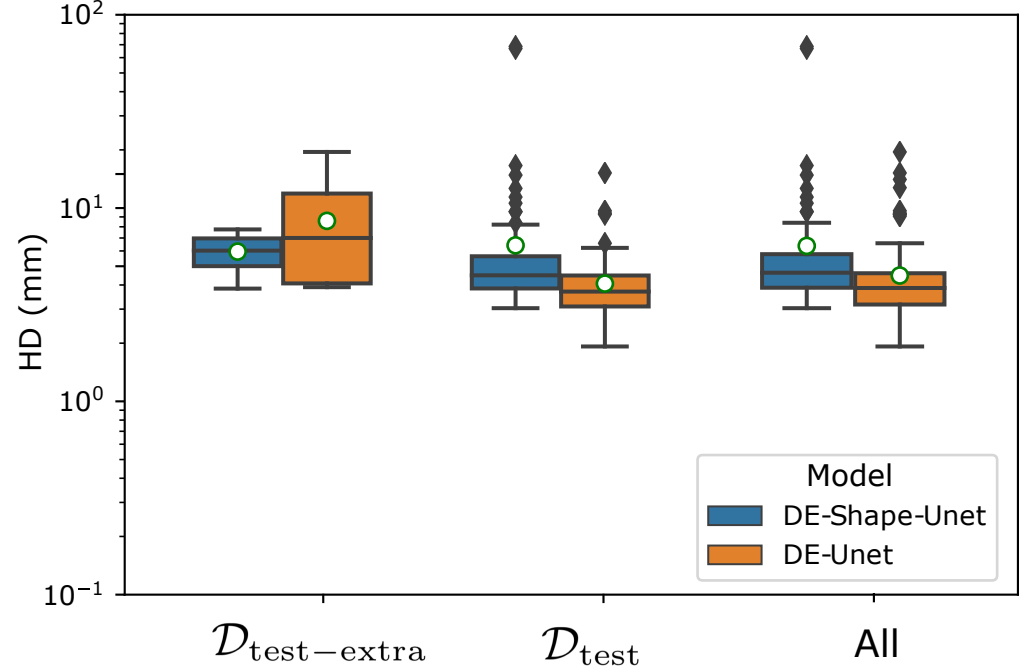 10²
10¹
10⁰
10⁻¹
HD (mm)
Model
DE-Shape-Unet
DE-Unet
𝒟test−extra
𝒟test
All